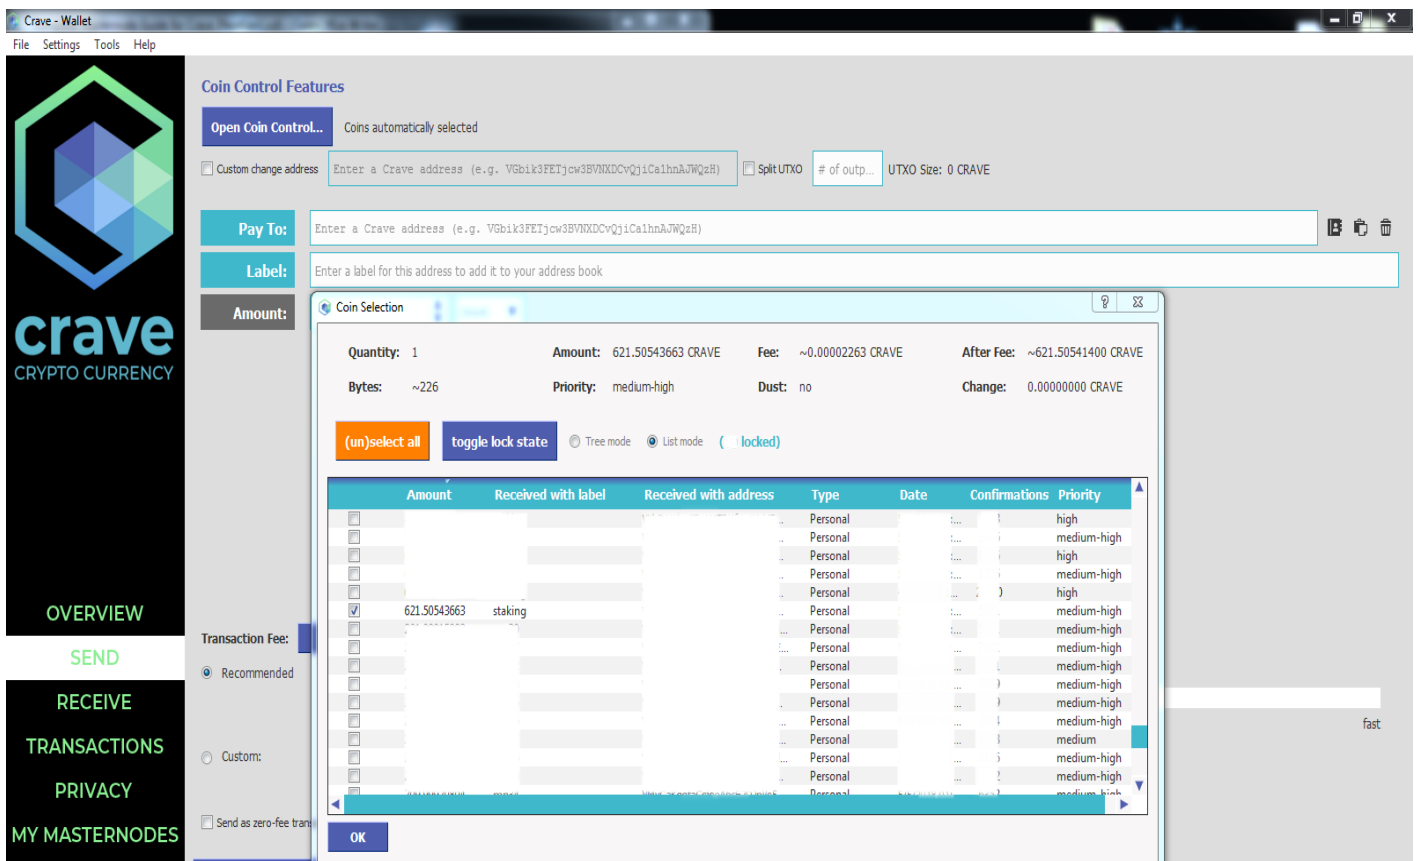 Crave - Wallet
File Settings Tools Help
Coin Control Features
Open Coin Control... Coins automatically selected
Custom change address Enter a Crave address (e.g. VGbik3FETjcw3BVNXDCvQjiCa1hnAJWQzH) Split UTXO # of outp... UTXO Size: 0 CRAVE
Pay To: Enter a Crave address (e.g. VGbik3FETjcw3BVNXDCvQjiCa1hnAJWQzH)
Label: Enter a label for this address to add it to your address book
Amount:
crave
CRYPTO CURRENCY
OVERVIEW
SEND
RECEIVE
TRANSACTIONS
PRIVACY
MY MASTERNODES
Transaction Fee:
Recommended
fast
Custom:
Send as zero-fee tran
Coin Selection
Quantity: 1 Amount: 621.50543663 CRAVE Fee: ~0.00002263 CRAVE After Fee: ~621.50541400 CRAVE
Bytes: ~226 Priority: medium-high Dust: no Change: 0.00000000 CRAVE
(un)select all toggle lock state Tree mode List mode ( locked)
Amount Received with label Received with address Type Date Confirmations Priority
Personal high
Personal medium-high
Personal high
Personal medium-high
Personal high
621.50543663 staking Personal medium-high
Personal medium-high
Personal medium-high
Personal medium-high
Personal medium-high
Personal medium-high
Personal medium-high
Personal medium
Personal medium-high
Personal medium-high
Personal medium-high
OK